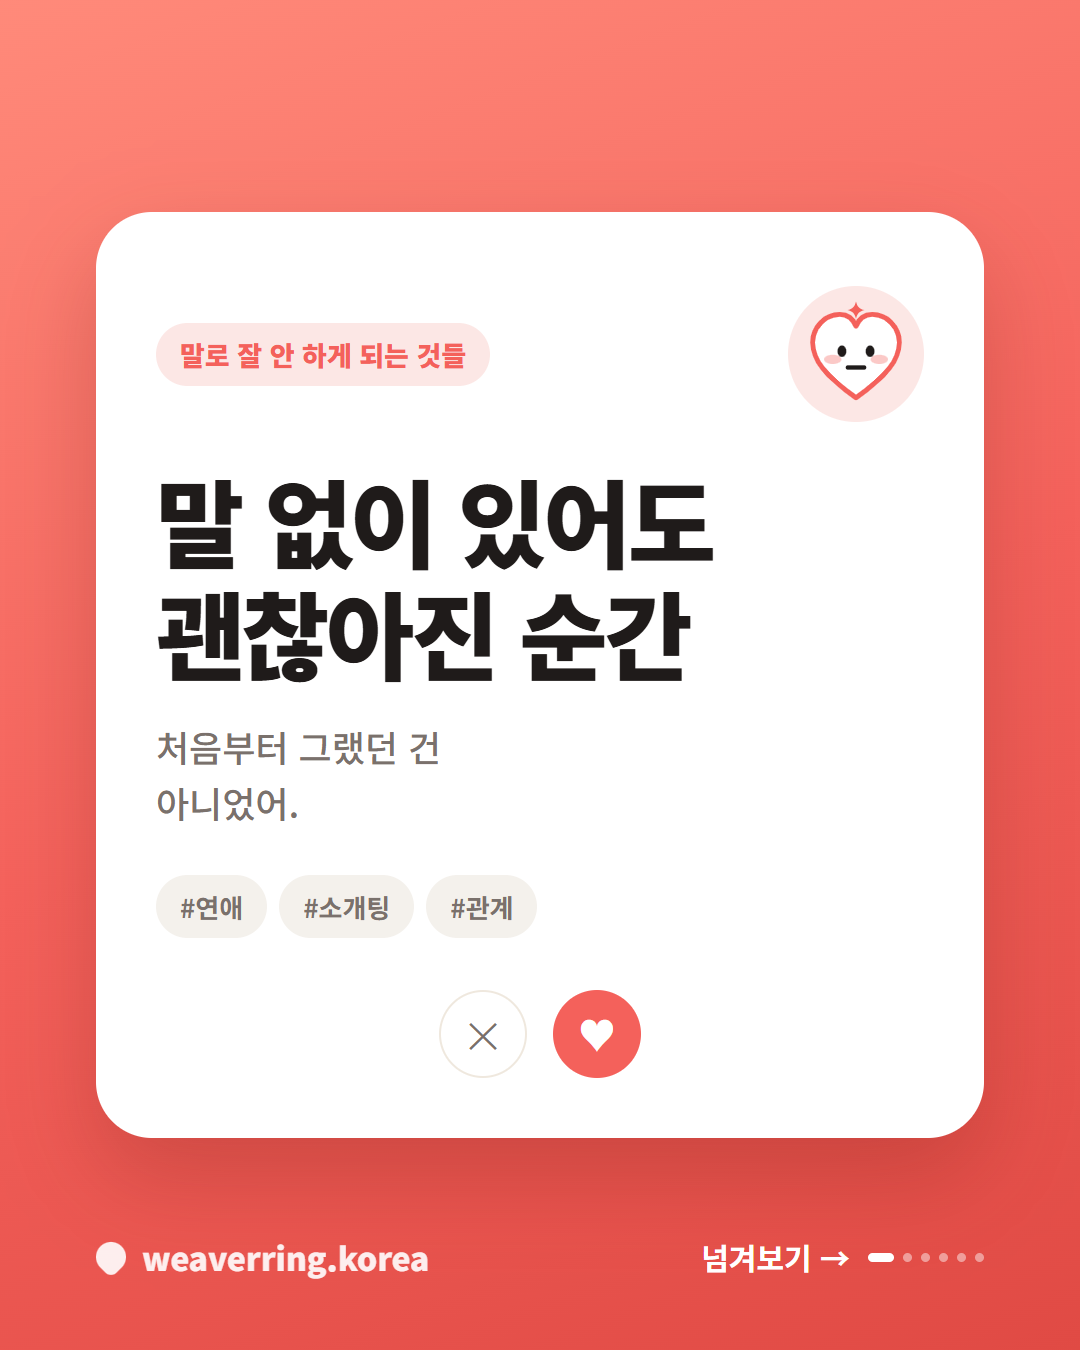 말로 잘 안 하게 되는 것들
말 없이 있어도
괜찮아진 순간
처음부터 그랬던 건
아니었어.
#연애 #소개팅 #관계
weaverring.korea
넘겨보기 →